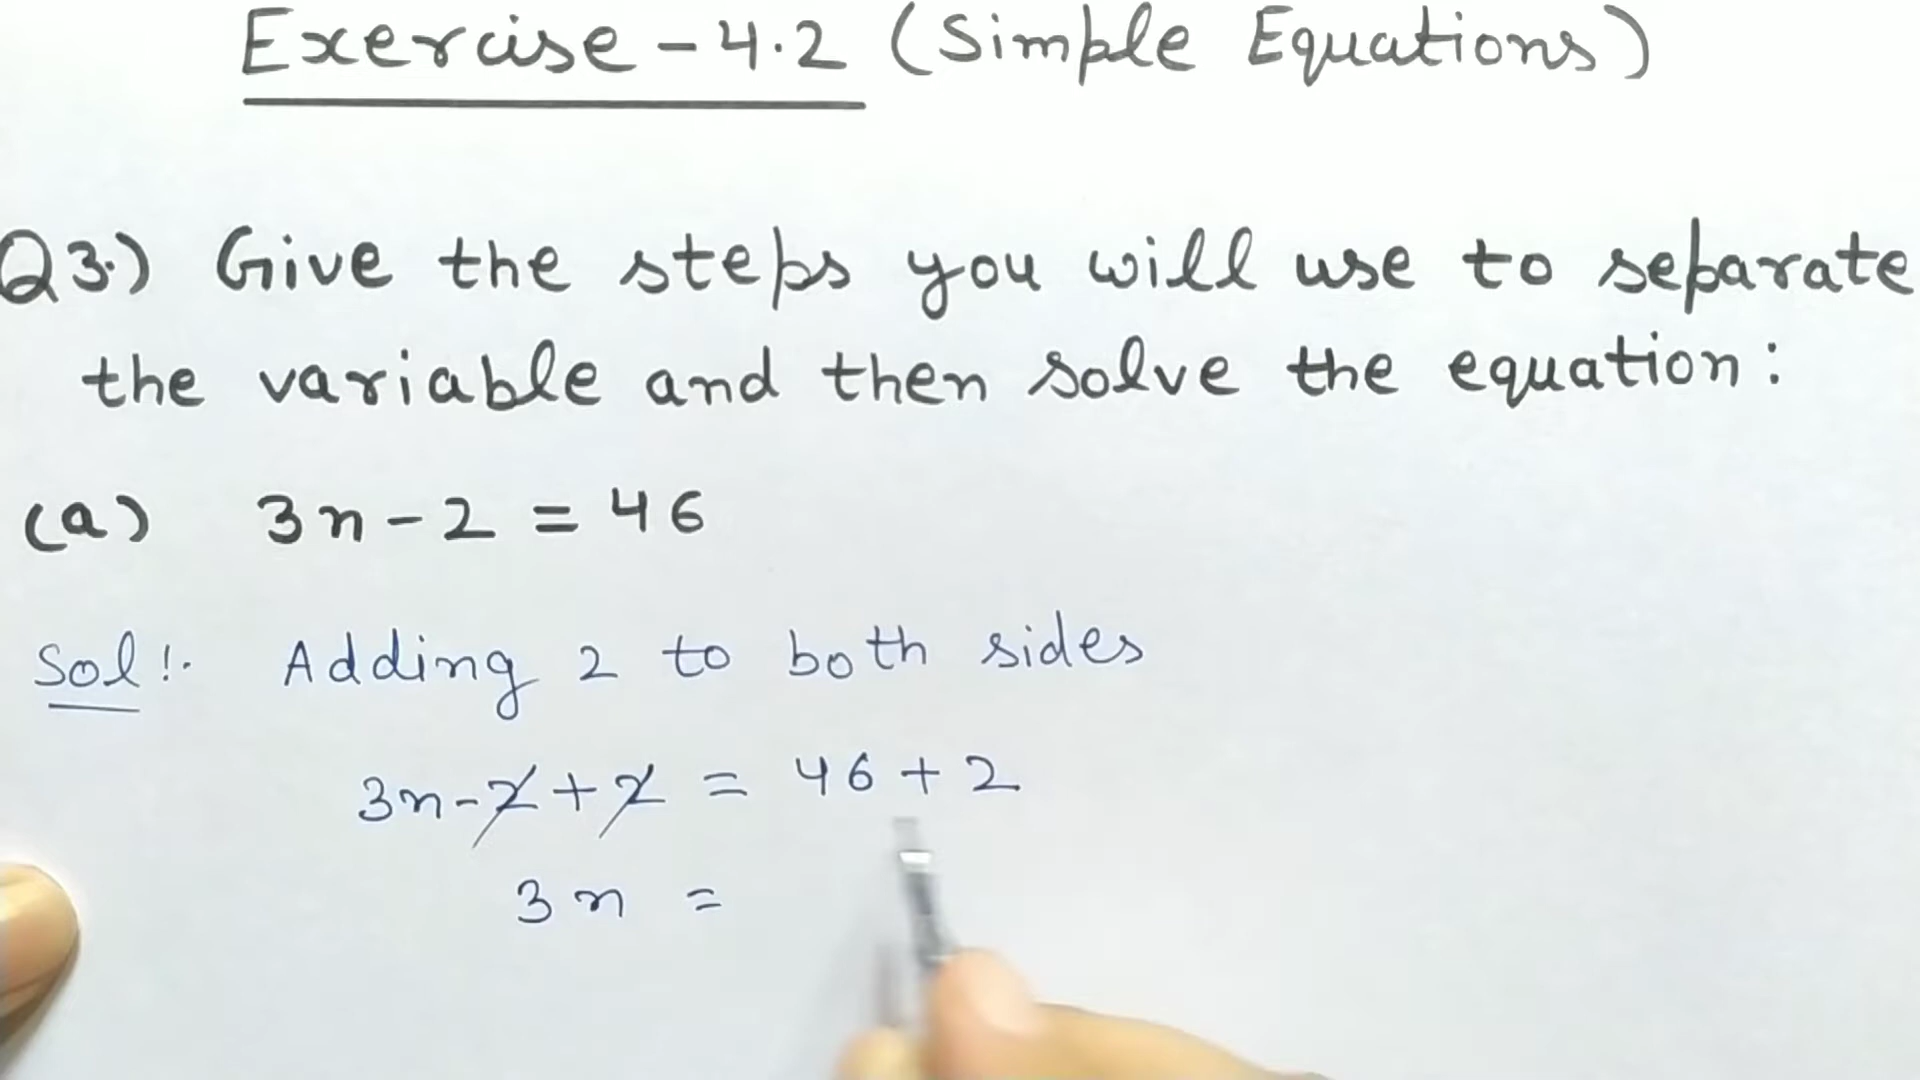 Exercise - 4.2 (Simple Equations)
Q3.) Give the steps you will use to separate
the variable and then solve the equation:
(a) 3n - 2 = 46
Sol:. Adding 2 to both sides
3n - 2 + 2 = 46 + 2
3n =